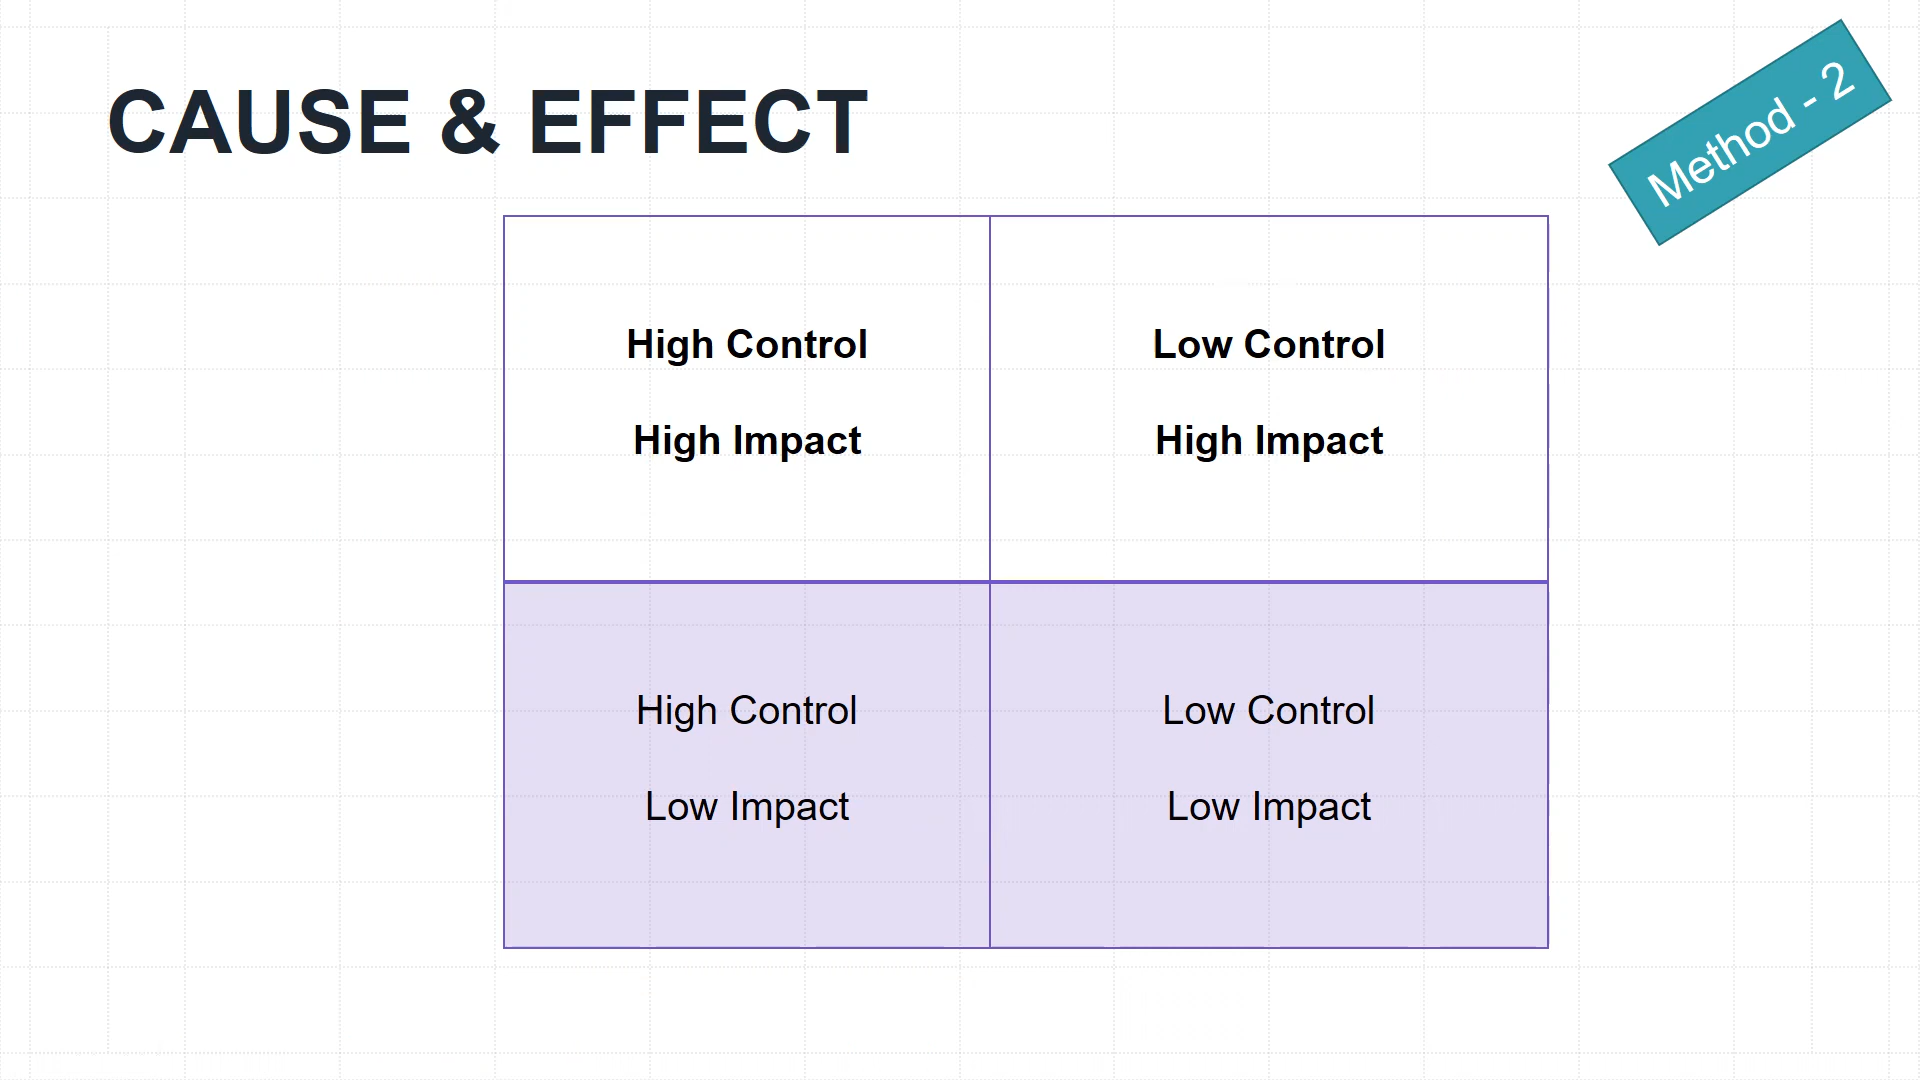 CAUSE & EFFECT
Method - 2
High Control
High Impact
Low Control
High Impact
High Control
Low Impact
Low Control
Low Impact